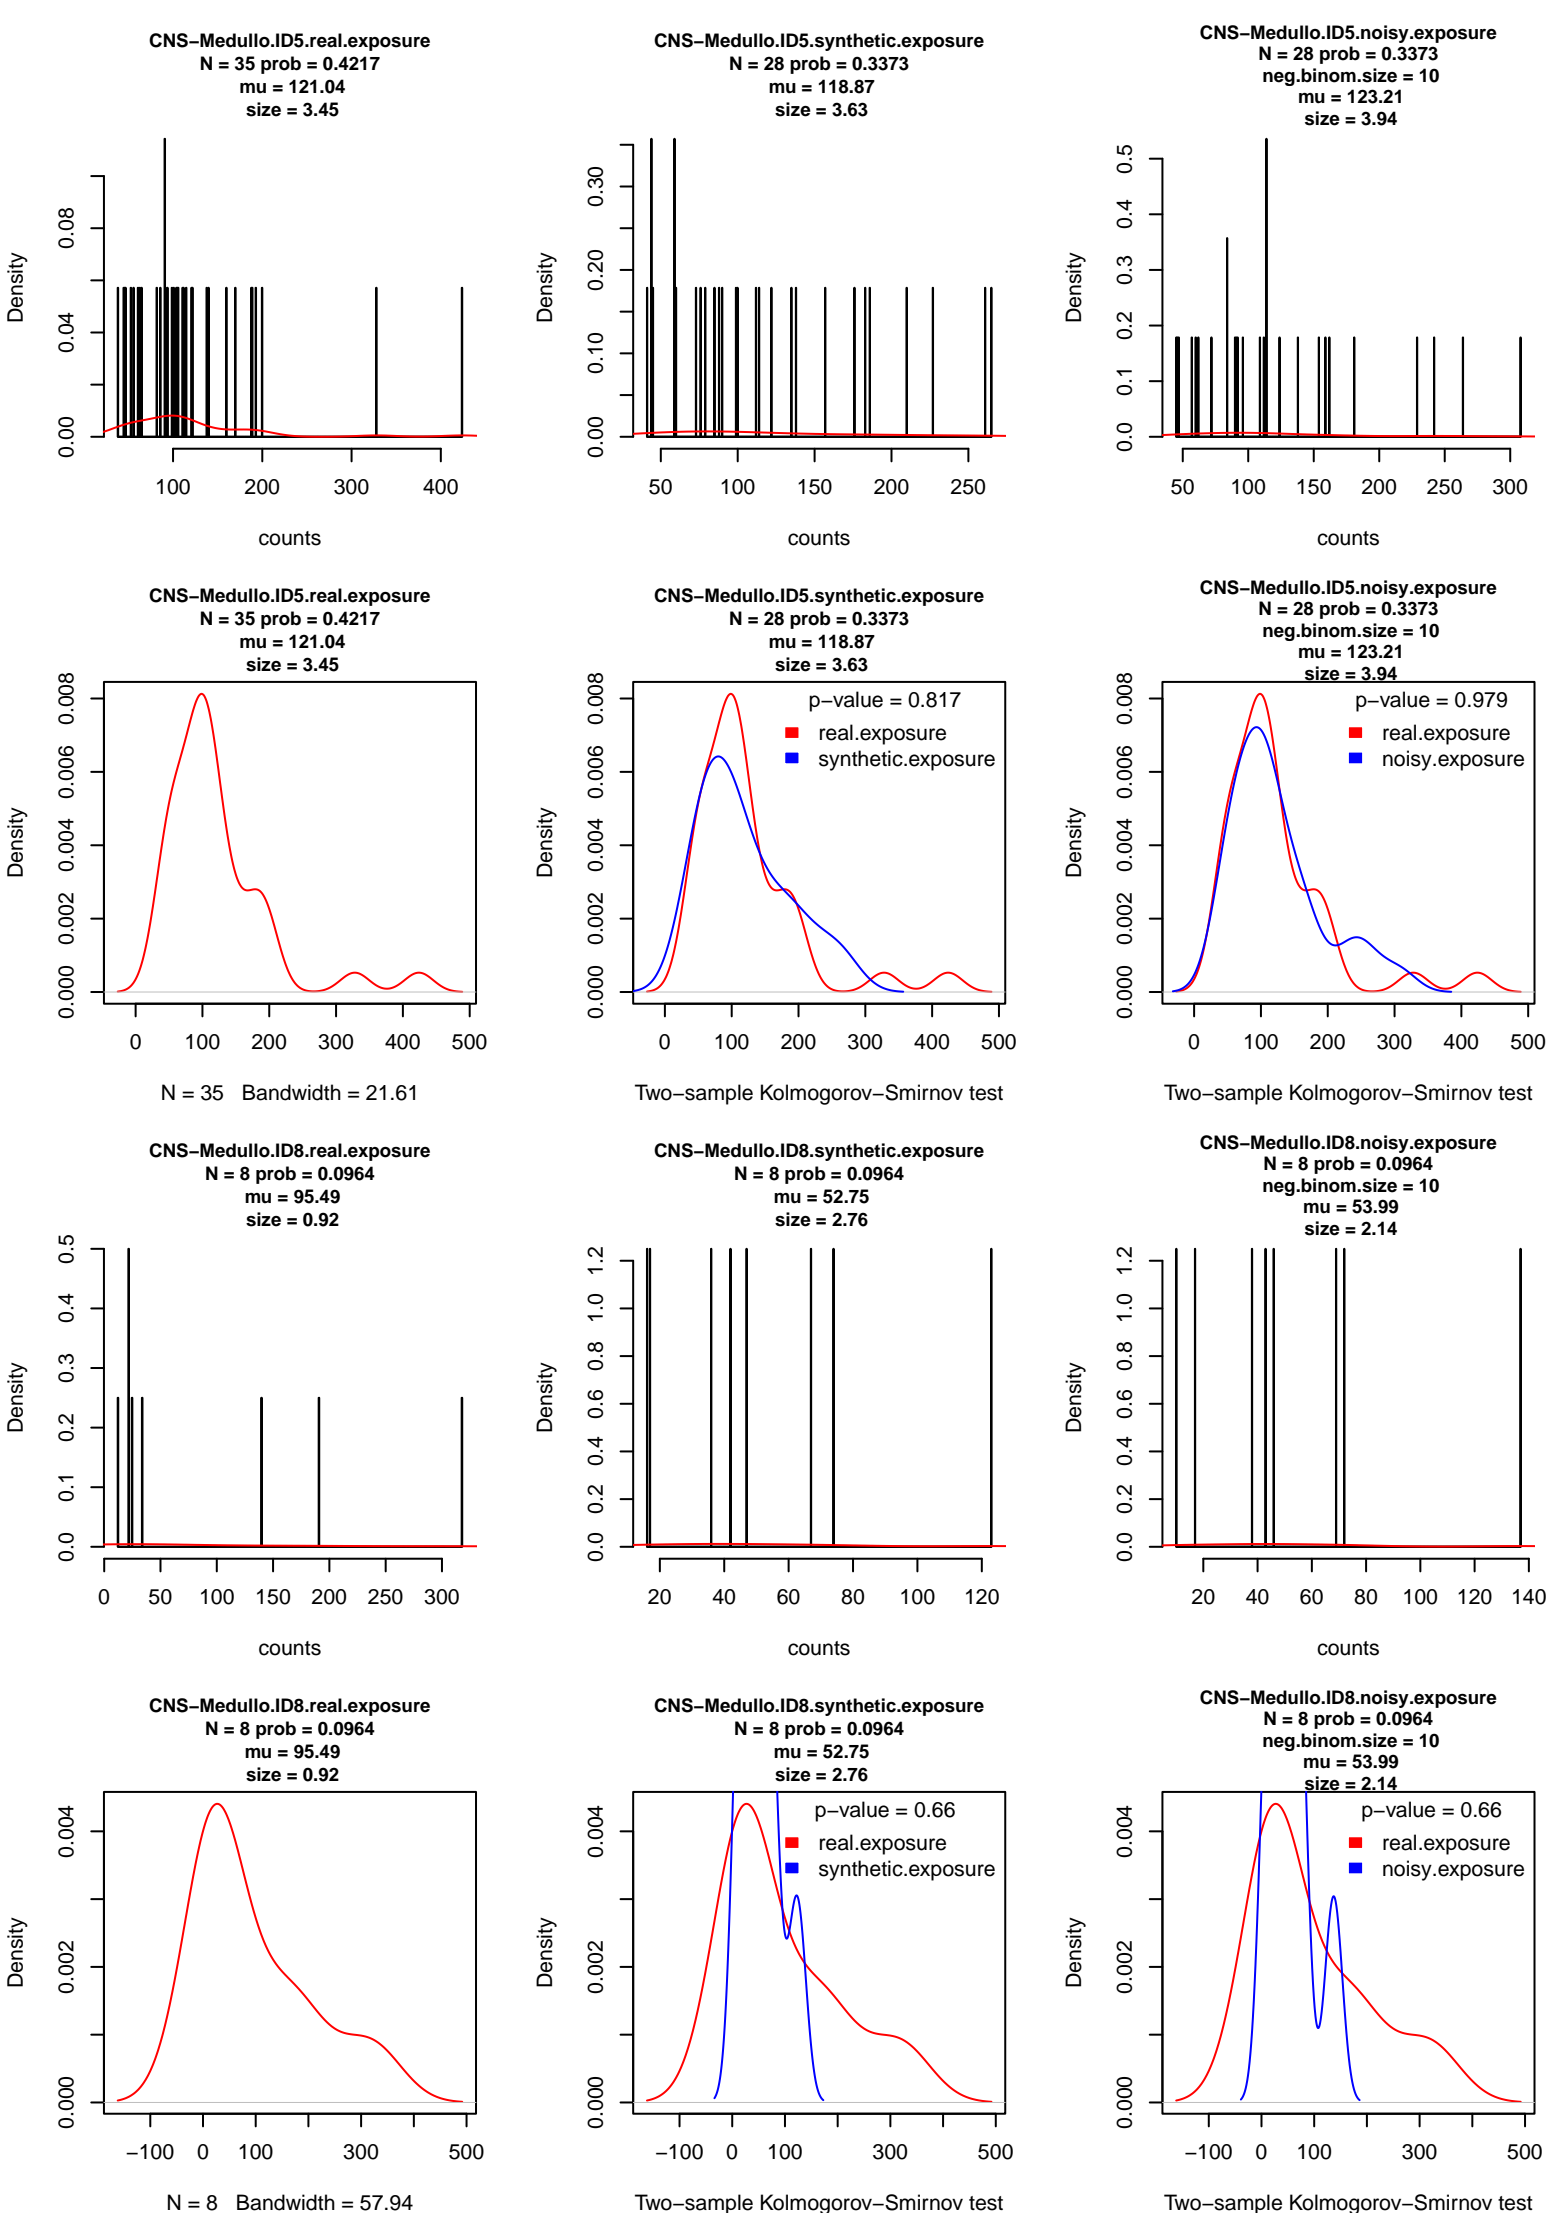 CNS−Medullo.ID5.real.exposure
N = 35 prob = 0.4217
mu = 121.04
size = 3.45
Density
0.00 0.04 0.08
100 200 300 400
counts
CNS−Medullo.ID5.synthetic.exposure
N = 28 prob = 0.3373
mu = 118.87
size = 3.63
Density
0.00 0.10 0.20 0.30
50 100 150 200 250
counts
CNS−Medullo.ID5.noisy.exposure
N = 28 prob = 0.3373
neg.binom.size = 10
mu = 123.21
size = 3.94
Density
0.0 0.1 0.2 0.3 0.4 0.5
50 100 150 200 250 300
counts
CNS−Medullo.ID5.real.exposure
N = 35 prob = 0.4217
mu = 121.04
size = 3.45
Density
0.000 0.002 0.004 0.006 0.008
0 100 200 300 400 500
N = 35 Bandwidth = 21.61
CNS−Medullo.ID5.synthetic.exposure
N = 28 prob = 0.3373
mu = 118.87
size = 3.63
p−value = 0.817
real.exposure
synthetic.exposure
Density
0.000 0.002 0.004 0.006 0.008
0 100 200 300 400 500
Two−sample Kolmogorov−Smirnov test
CNS−Medullo.ID5.noisy.exposure
N = 28 prob = 0.3373
neg.binom.size = 10
mu = 123.21
size = 3.94
p−value = 0.979
real.exposure
noisy.exposure
Density
0.000 0.002 0.004 0.006 0.008
0 100 200 300 400 500
Two−sample Kolmogorov−Smirnov test
CNS−Medullo.ID8.real.exposure
N = 8 prob = 0.0964
mu = 95.49
size = 0.92
Density
0.0 0.1 0.2 0.3 0.4 0.5
0 50 100 150 200 250 300
counts
CNS−Medullo.ID8.synthetic.exposure
N = 8 prob = 0.0964
mu = 52.75
size = 2.76
Density
0.0 0.2 0.4 0.6 0.8 1.0 1.2
20 40 60 80 100 120
counts
CNS−Medullo.ID8.noisy.exposure
N = 8 prob = 0.0964
neg.binom.size = 10
mu = 53.99
size = 2.14
Density
0.0 0.2 0.4 0.6 0.8 1.0 1.2
20 40 60 80 100 120 140
counts
CNS−Medullo.ID8.real.exposure
N = 8 prob = 0.0964
mu = 95.49
size = 0.92
Density
0.000 0.002 0.004
−100 0 100 300 500
N = 8 Bandwidth = 57.94
CNS−Medullo.ID8.synthetic.exposure
N = 8 prob = 0.0964
mu = 52.75
size = 2.76
p−value = 0.66
real.exposure
synthetic.exposure
Density
0.000 0.002 0.004
−100 0 100 300 500
Two−sample Kolmogorov−Smirnov test
CNS−Medullo.ID8.noisy.exposure
N = 8 prob = 0.0964
neg.binom.size = 10
mu = 53.99
size = 2.14
p−value = 0.66
real.exposure
noisy.exposure
Density
0.000 0.002 0.004
−100 0 100 300 500
Two−sample Kolmogorov−Smirnov test